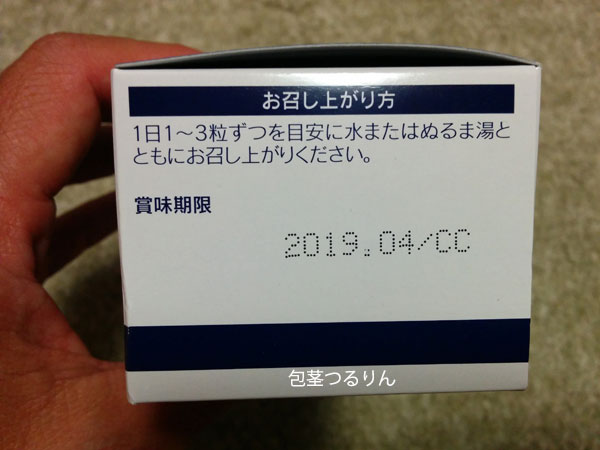 お召し上がり方
1日1～3粒ずつを目安に水またはぬるま湯と
ともにお召し上がりください。
賞味期限
2019.04/CC
包茎つるりん